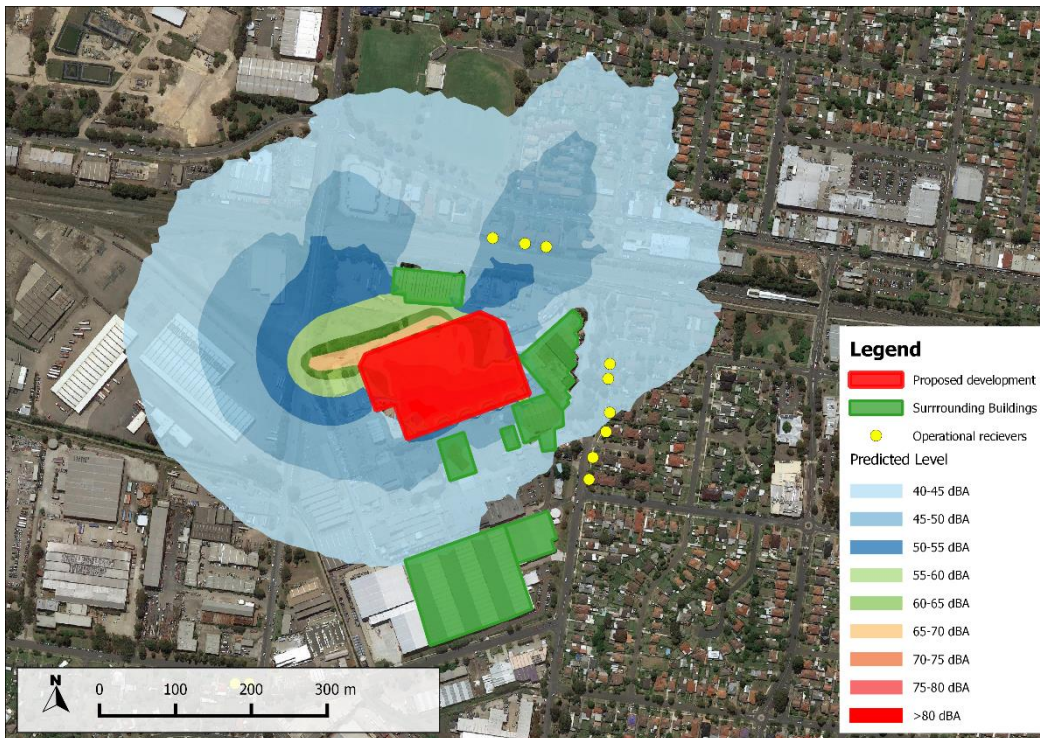 Legend
Proposed development
Surrrounding Buildings
Operational recievers
Predicted Level
40-45 dBA
45-50 dBA
50-55 dBA
55-60 dBA
60-65 dBA
65-70 dBA
70-75 dBA
75-80 dBA
>80 dBA
N
0 100 200 300 m